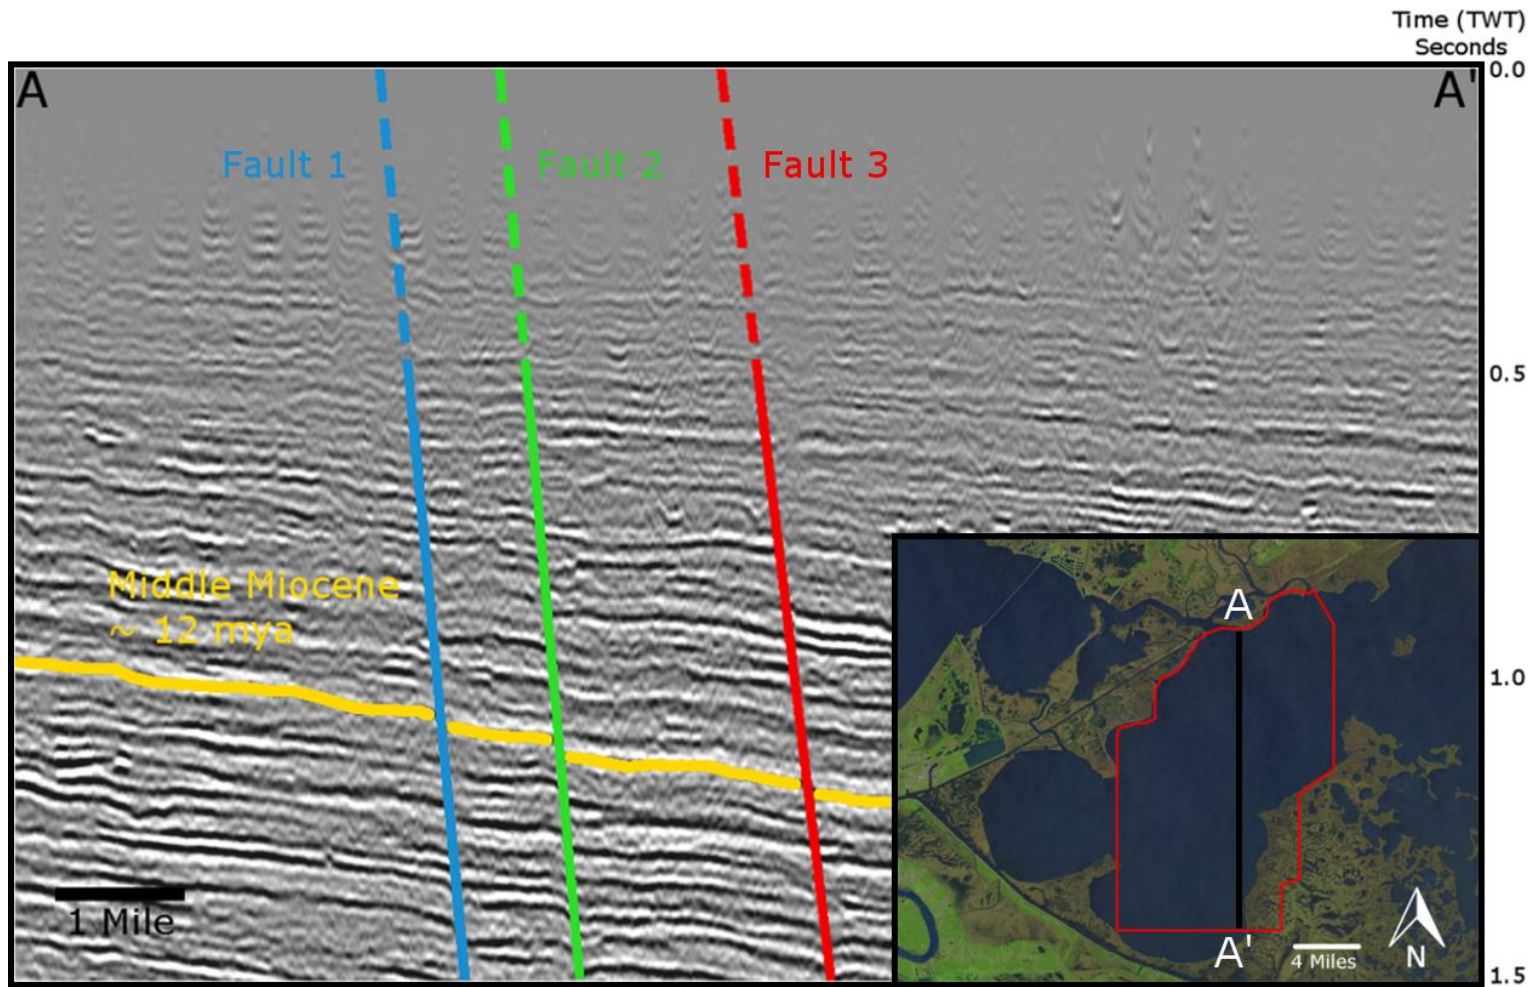 Time (TWT)
Seconds
A
A'
0.0
Fault 1
Fault 2
Fault 3
0.5
Middle Miocene
~ 12 mya
A
1.0
1 Mile
A'
4 Miles
N
1.5